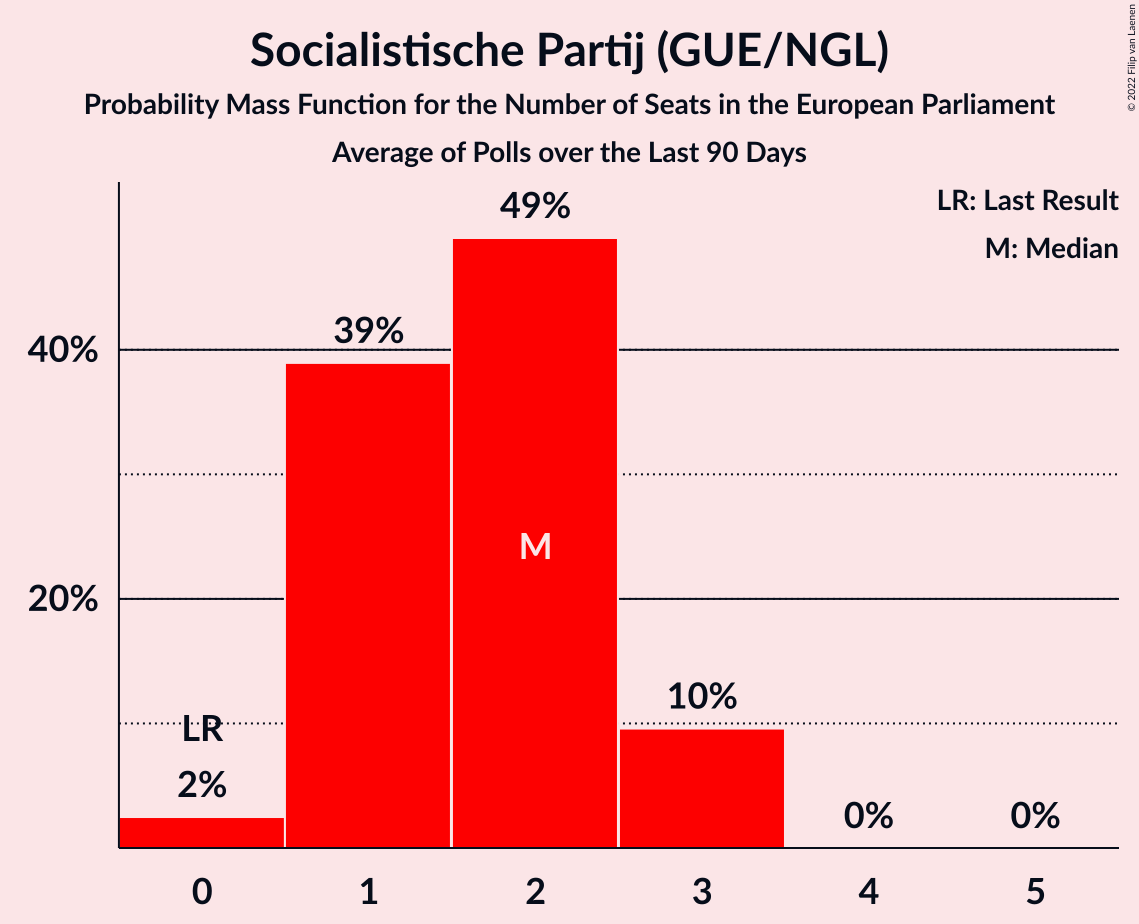 Socialistische Partij (GUE/NGL)
Probability Mass Function for the Number of Seats in the European Parliament
Average of Polls over the Last 90 Days
© 2022 Filip van Laenen
LR: Last Result
M: Median
49%
39%
40%
M
20%
10%
LR
2%
0%
0%
0 1 2 3 4 5